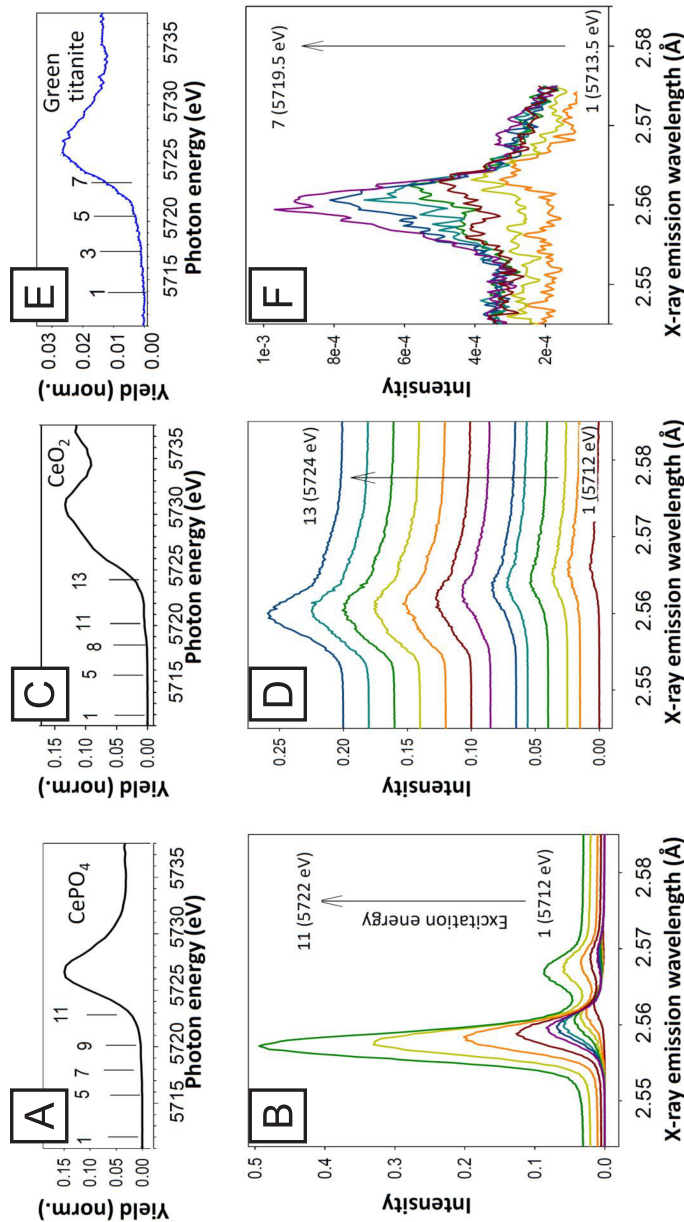 A
CePO4
Yield (norm.)
0.15
0.10
0.05
0.00
1
5
7
9
11
5715
5720
5725
5730
5735
Photon energy (eV)
B
11 (5722 eV)
Excitation energy
1 (5712 eV)
Intensity
0.5
0.4
0.3
0.2
0.1
0.0
2.55
2.56
2.57
2.58
X-ray emission wavelength (Å)
C
CeO2
Yield (norm.)
0.15
0.10
0.05
0.00
1
5
8
11
13
5715
5720
5725
5730
5735
Photon energy (eV)
D
13 (5724 eV)
1 (5712 eV)
Intensity
0.25
0.20
0.15
0.10
0.05
0.00
2.55
2.56
2.57
2.58
X-ray emission wavelength (Å)
E
Green
titanite
Yield (norm.)
0.03
0.02
0.01
0.00
1
3
5
7
5715
5720
5725
5730
5735
Photon energy (eV)
F
7 (5719.5 eV)
1 (5713.5 eV)
Intensity
1e-3
8e-4
6e-4
4e-4
2e-4
2.55
2.56
2.57
2.58
X-ray emission wavelength (Å)